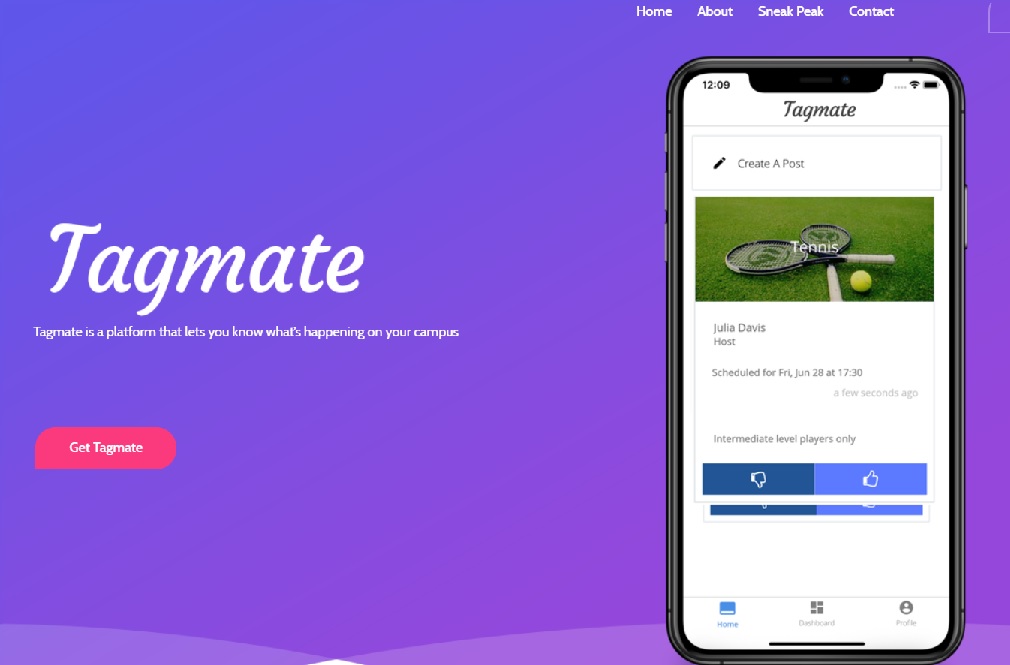 Home About Sneak Peak Contact
Tagmate
Tagmate is a platform that lets you know what's happening on your campus
Get Tagmate
12:09
Tagmate
Create A Post
Tennis
Julia Davis
Host
Scheduled for Fri, Jun 28 at 17:30
a few seconds ago
Intermediate level players only
Home Dashboard Profile